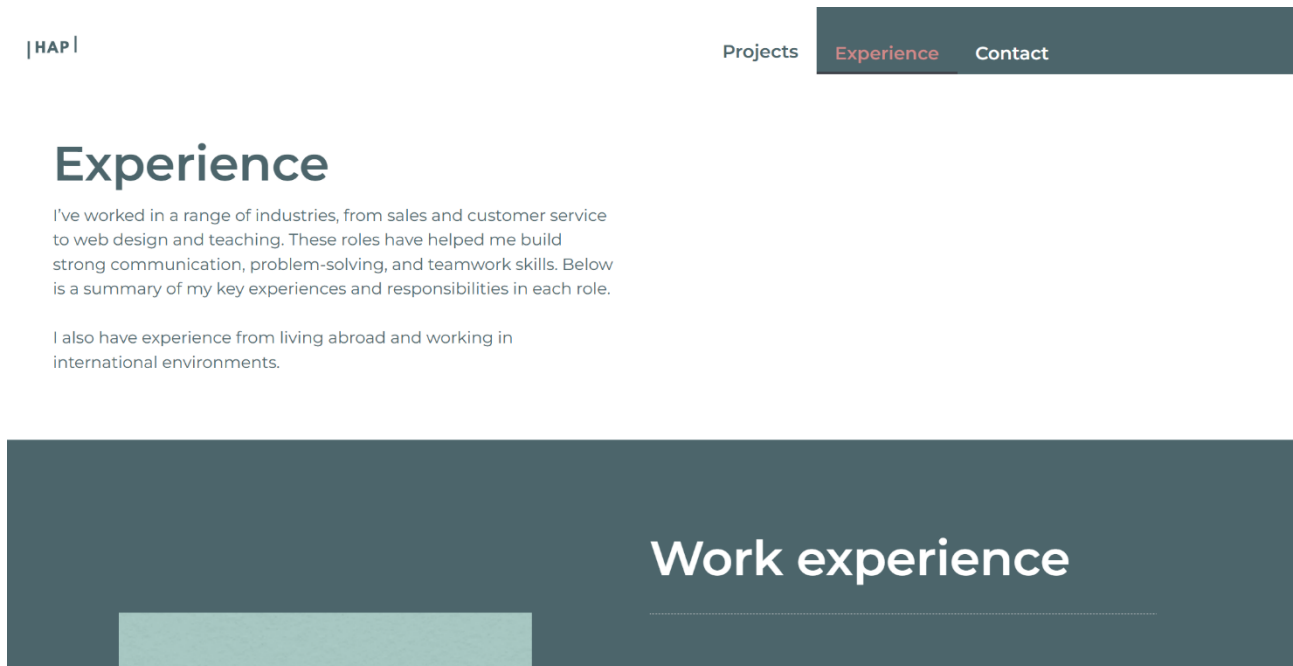 |HAP|
Projects
Experience
Contact
Experience
I’ve worked in a range of industries, from sales and customer service
to web design and teaching. These roles have helped me build
strong communication, problem-solving, and teamwork skills. Below
is a summary of my key experiences and responsibilities in each role.
I also have experience from living abroad and working in
international environments.
Work experience